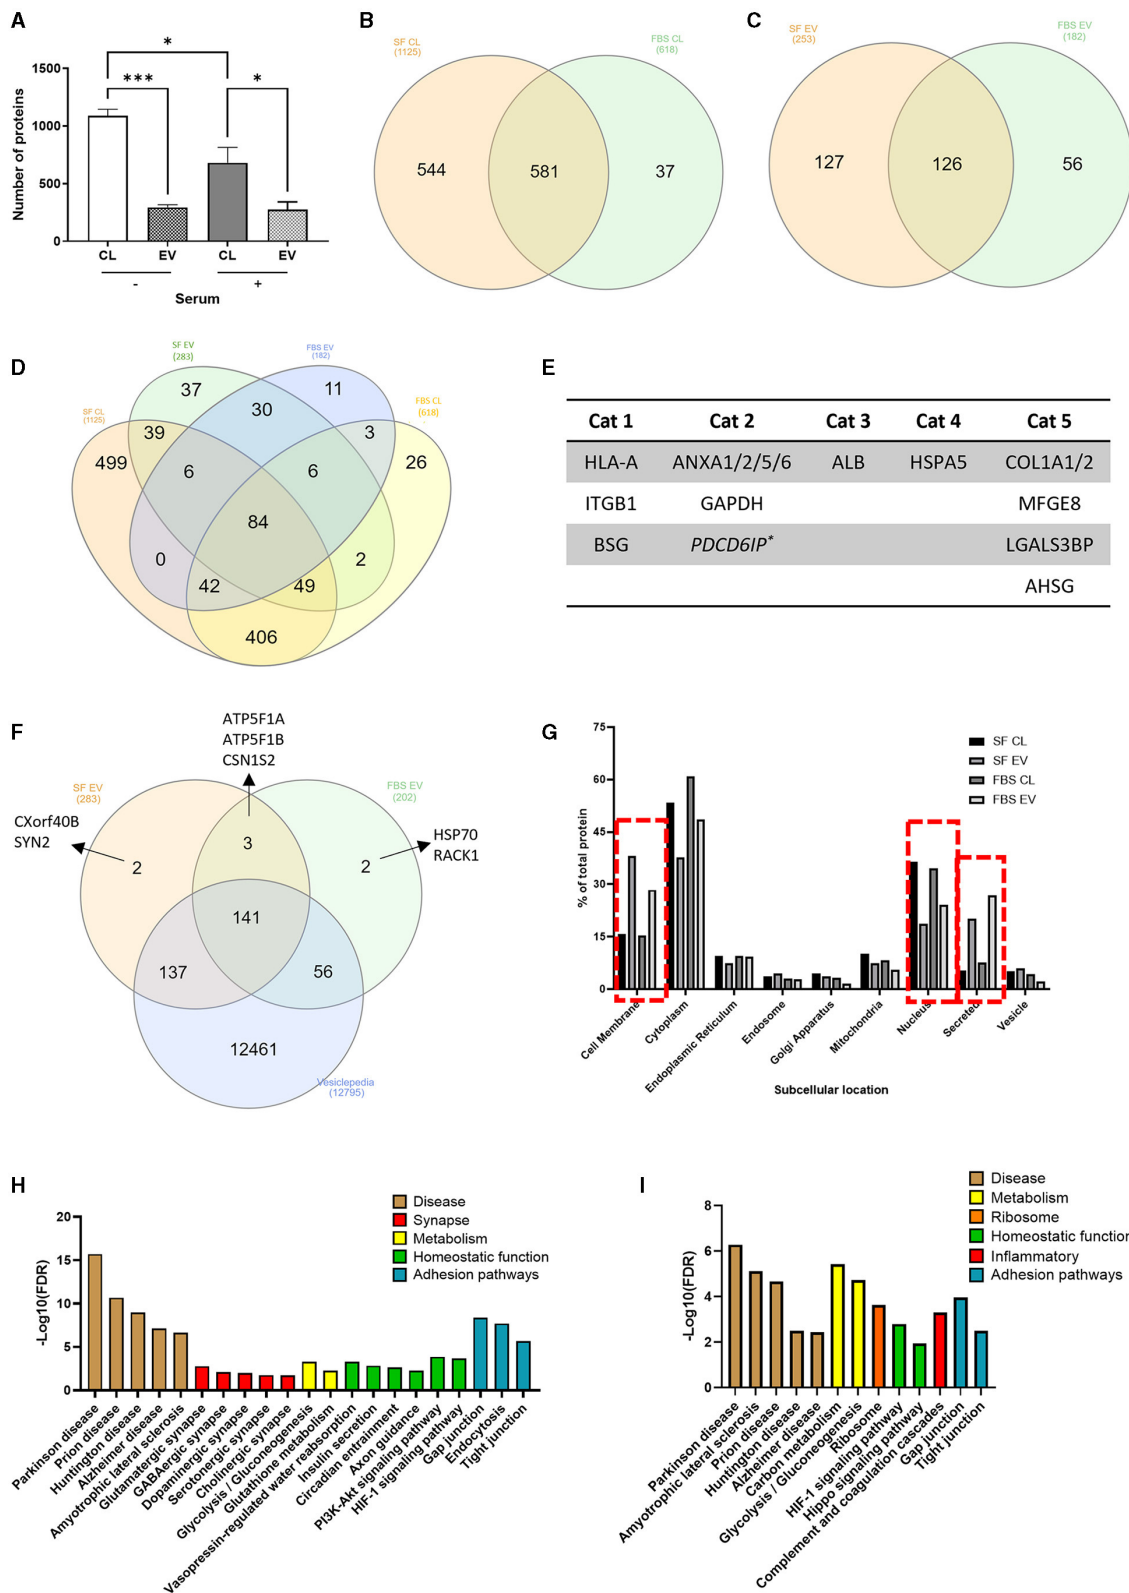 A
*
***
*
1500
1000
500
0
Number of proteins
CL
EV
CL
EV
-
+
Serum
B
SF CL
(1125)
FBS CL
(618)
544
581
37
C
SF EV
(253)
FBS EV
(182)
127
126
56
D
SF EV
(283)
FBS EV
(182)
SF CL
(1125)
FBS CL
(618)
37
11
30
39
3
499
26
6
6
84
0
2
42
49
406
E
Cat 1 Cat 2 Cat 3 Cat 4 Cat 5
HLA-A ANXA1/2/5/6 ALB HSPA5 COL1A1/2
ITGB1 GAPDH MFGE8
BSG PDCD6IP* LGALS3BP
AHSG
F
ATP5F1A
ATP5F1B
CSN1S2
SF EV
(283)
FBS EV
(202)
CXorf40B
SYN2
HSP70
RACK1
2
3
2
141
137
56
12461
Vesiclepedia
(12795)
G
75
60
45
30
15
0
% of total protein
SF CL
SF EV
FBS CL
FBS EV
Cell Membrane
Cytoplasm
Endoplasmic Reticulum
Endosome
Golgi Apparatus
Mitochondria
Nucleus
Secreted
Vesicle
Subcellular location
H
20
15
10
5
0
-Log10(FDR)
Disease
Synapse
Metabolism
Homeostatic function
Adhesion pathways
Parkinson disease
Prion disease
Huntington disease
Alzheimer disease
Amyotrophic lateral sclerosis
Glutamatergic synapse
GABAergic synapse
Dopaminergic synapse
Serotonergic synapse
Cholinergic synapse
Glycolysis / Gluconeogenesis
Glutathione metabolism
Vasopressin-regulated water reabsorption
Insulin secretion
Circadian entrainment
Axon guidance
PI3K-Akt signaling pathway
HIF-1 signaling pathway
Gap junction
Endocytosis
Tight junction
I
8
6
4
2
0
-Log10(FDR)
Disease
Metabolism
Ribosome
Homeostatic function
Inflammatory
Adhesion pathways
Parkinson disease
Amyotrophic lateral sclerosis
Prion disease
Huntington disease
Alzheimer disease
Carbon metabolism
Glycolysis / Gluconeogenesis
Ribosome
HIF-1 signaling pathway
Hippo signaling pathway
Complement and coagulation cascades
Gap junction
Tight junction